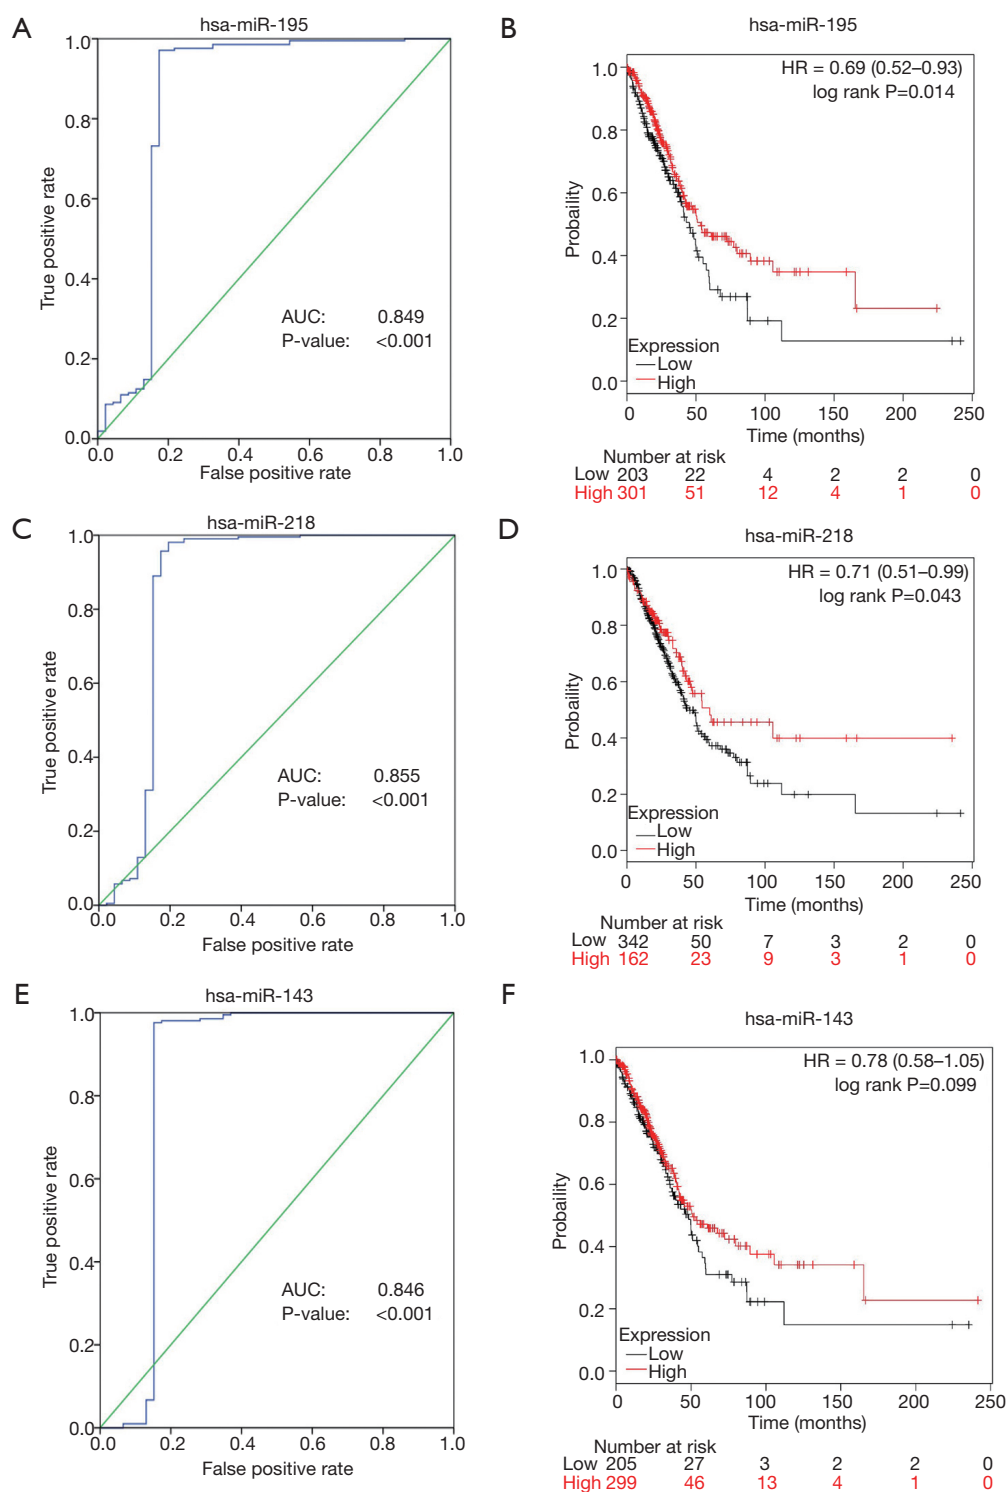 A
hsa-miR-195
1.0
0.8
0.6
0.4
0.2
0.0
True positive rate
AUC: 0.849
P-value: <0.001
0.0 0.2 0.4 0.6 0.8 1.0
False positive rate
B
hsa-miR-195
HR = 0.69 (0.52–0.93)
log rank P=0.014
1.0
0.8
0.6
0.4
0.2
0.0
Probaility
Expression
Low
High
0 50 100 150 200 250
Time (months)
Number at risk
Low 203 22 4 2 2 0
High 301 51 12 4 1 0
C
hsa-miR-218
1.0
0.8
0.6
0.4
0.2
0.0
True positive rate
AUC: 0.855
P-value: <0.001
0.0 0.2 0.4 0.6 0.8 1.0
False positive rate
D
hsa-miR-218
HR = 0.71 (0.51–0.99)
log rank P=0.043
1.0
0.8
0.6
0.4
0.2
0.0
Probaility
Expression
Low
High
0 50 100 150 200 250
Time (months)
Number at risk
Low 342 50 7 3 2 0
High 162 23 9 3 1 0
E
hsa-miR-143
1.0
0.8
0.6
0.4
0.2
0.0
True positive rate
AUC: 0.846
P-value: <0.001
0.0 0.2 0.4 0.6 0.8 1.0
False positive rate
F
hsa-miR-143
HR = 0.78 (0.58–1.05)
log rank P=0.099
1.0
0.8
0.6
0.4
0.2
0.0
Probaility
Expression
Low
High
0 50 100 150 200 250
Time (months)
Number at risk
Low 205 27 3 2 2 0
High 299 46 13 4 1 0